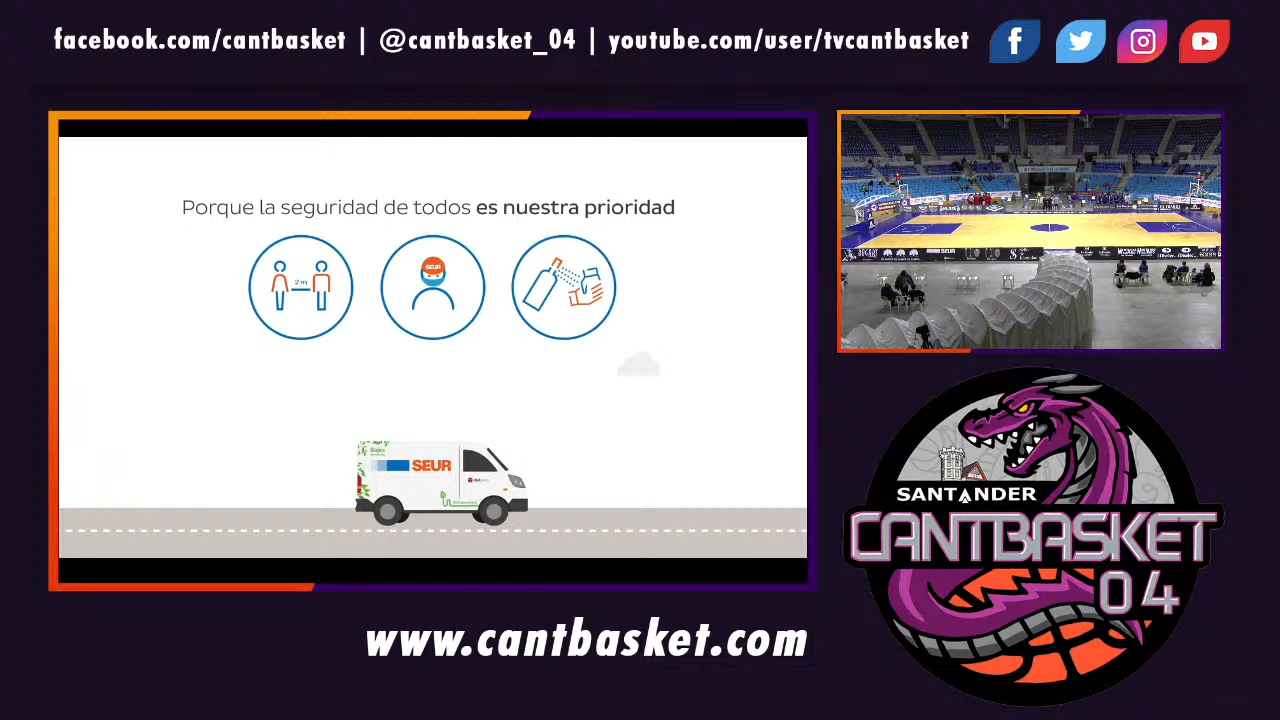 facebook.com/cantbasket | @cantbasket_04 | youtube.com/user/tvcantbasket
Porque la seguridad de todos es nuestra prioridad
2 m
SEUR
SEUR
SANTANDER
CANTBASKET
04
www.cantbasket.com